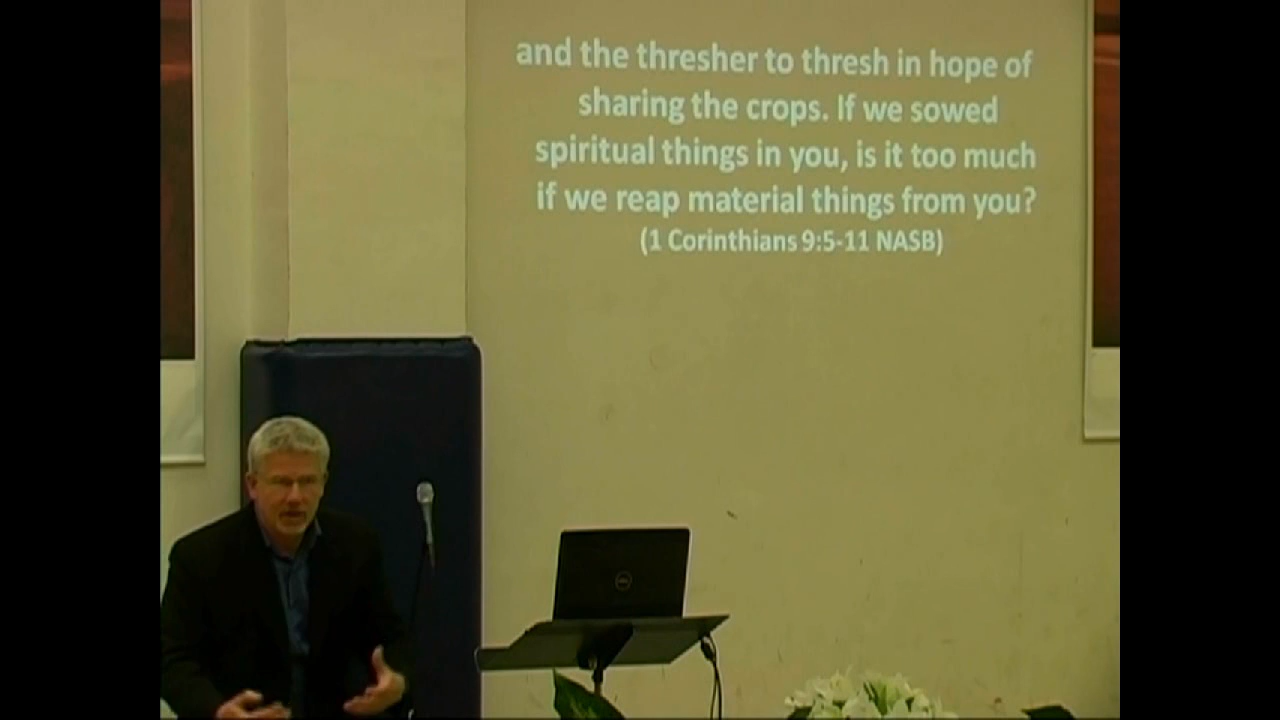 and the thresher to thresh in hope of
sharing the crops. If we sowed
spiritual things in you, is it too much
if we reap material things from you?
(1 Corinthians 9:5-11 NASB)